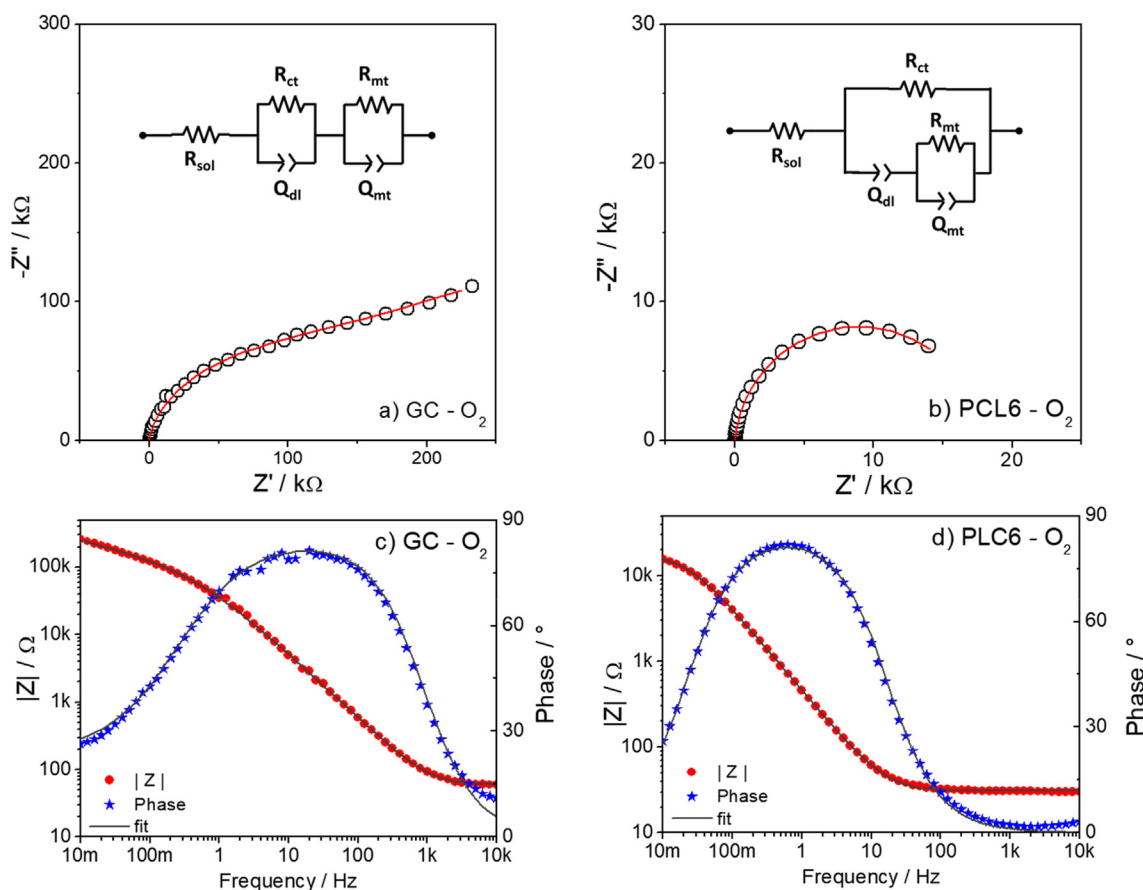 300
200
100
0
-Z" / kΩ
0
100
200
Z' / kΩ
R_sol
R_ct
Q_dl
R_mt
Q_mt
a) GC - O₂
30
20
10
0
-Z" / kΩ
0
10
20
Z' / kΩ
R_sol
R_ct
R_mt
Q_dl
Q_mt
b) PCL6 - O₂
100k
10k
1k
100
10
|Z| / Ω
c) GC - O₂
90
60
30
0
Phase / °
| Z |
Phase
fit
10m 100m 1 10 100 1k 10k
Frequency / Hz
10k
1k
100
10
|Z| / Ω
d) PLC6 - O₂
90
60
30
0
Phase / °
| Z |
Phase
fit
10m 100m 1 10 100 1k 10k
Frequency / Hz